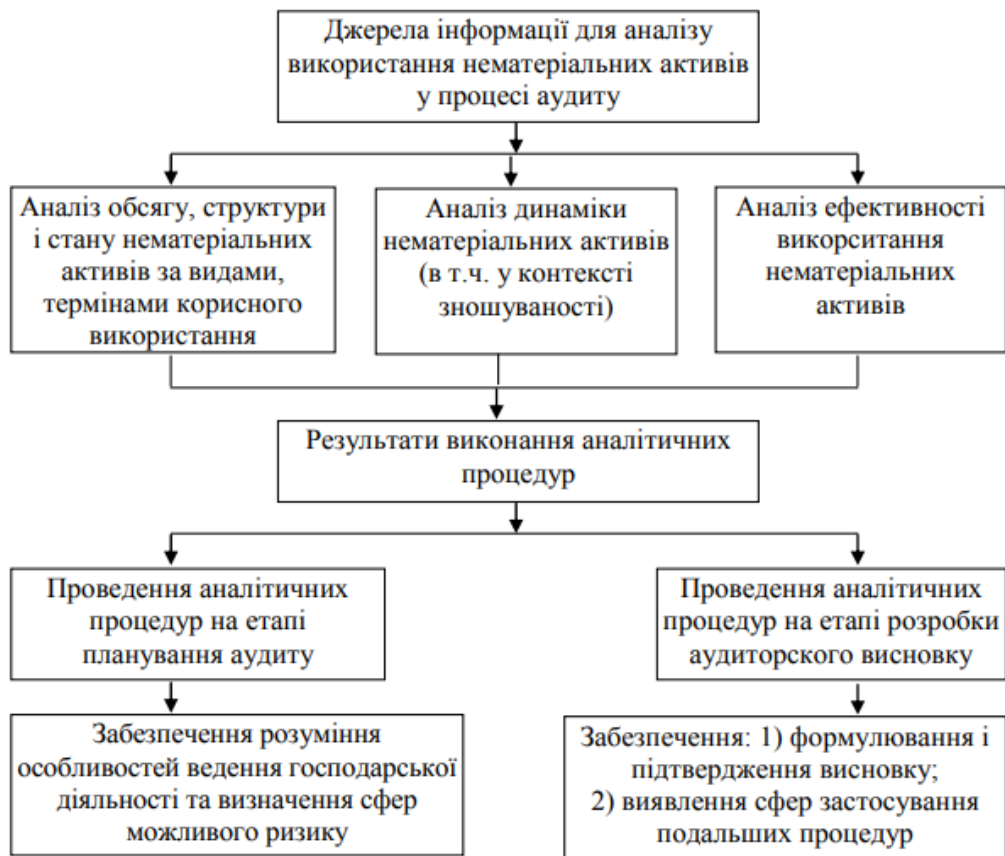 Джерела інформації для аналізу
використання нематеріальних активів
у процесі аудиту
Аналіз обсягу, структури
і стану нематеріальних
активів за видами,
термінами корисного
використання
Аналіз динаміки
нематеріальних активів
(в т.ч. у контексті
зношуваності)
Аналіз ефективності
викорситання
нематеріальних
активів
Результати виконання аналітичних
процедур
Проведення аналітичних
процедур на етапі
планування аудиту
Проведення аналітичних
процедур на етапі розробки
аудиторского висновку
Забезпечення розуміння
особливостей ведення господарської
діяльності та визначення сфер
можливого ризику
Забезпечення: 1) формулювання і
підтвердження висновку;
2) виявлення сфер застосування
подальших процедур